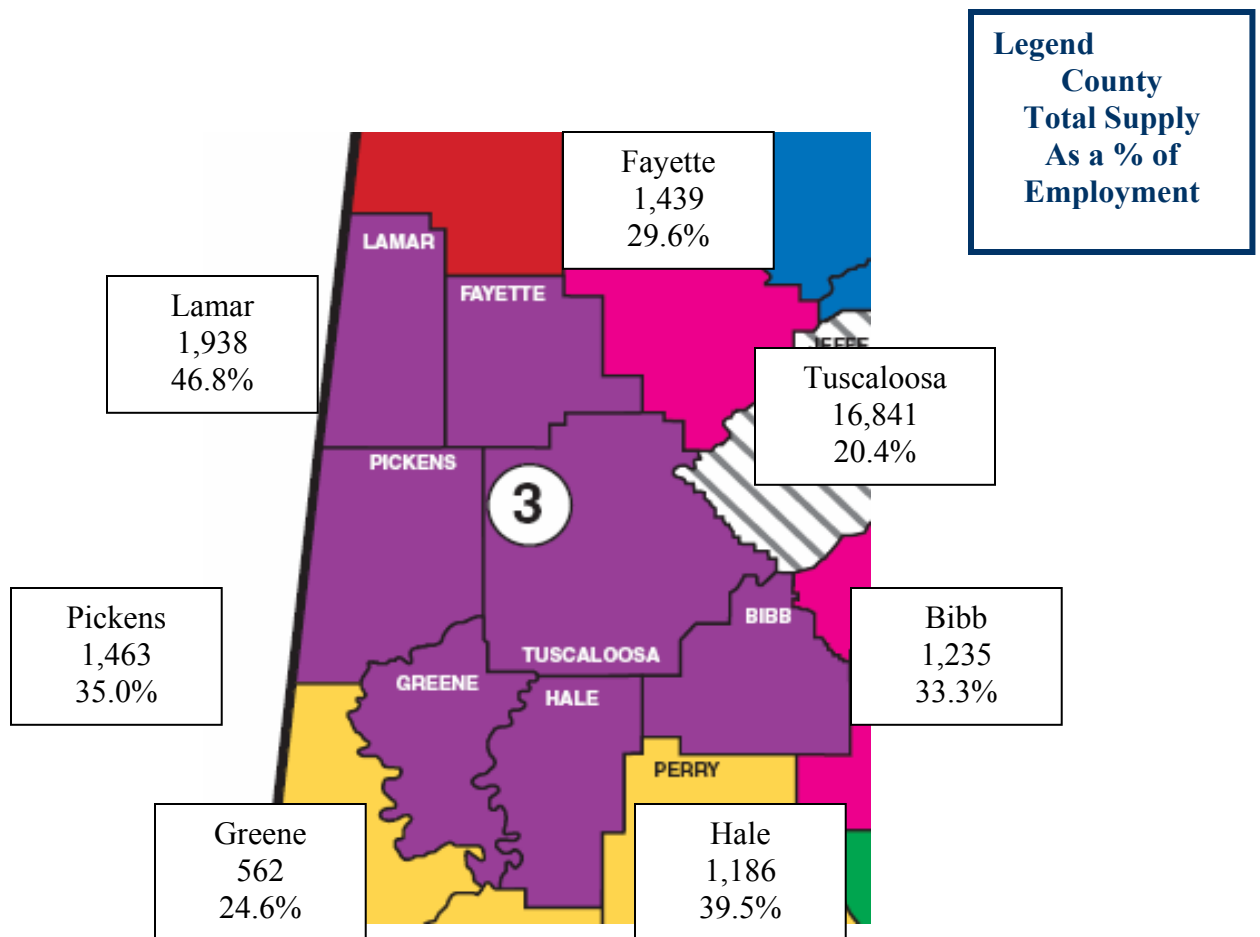 Legend
County
Total Supply
As a % of
Employment
Fayette
1,439
29.6%
LAMAR
Lamar
1,938
46.8%
FAYETTE
Tuscaloosa
16,841
20.4%
PICKENS
3
Pickens
1,463
35.0%
BIBB
Bibb
1,235
33.3%
TUSCALOOSA
GREENE
HALE
PERRY
Greene
562
24.6%
Hale
1,186
39.5%